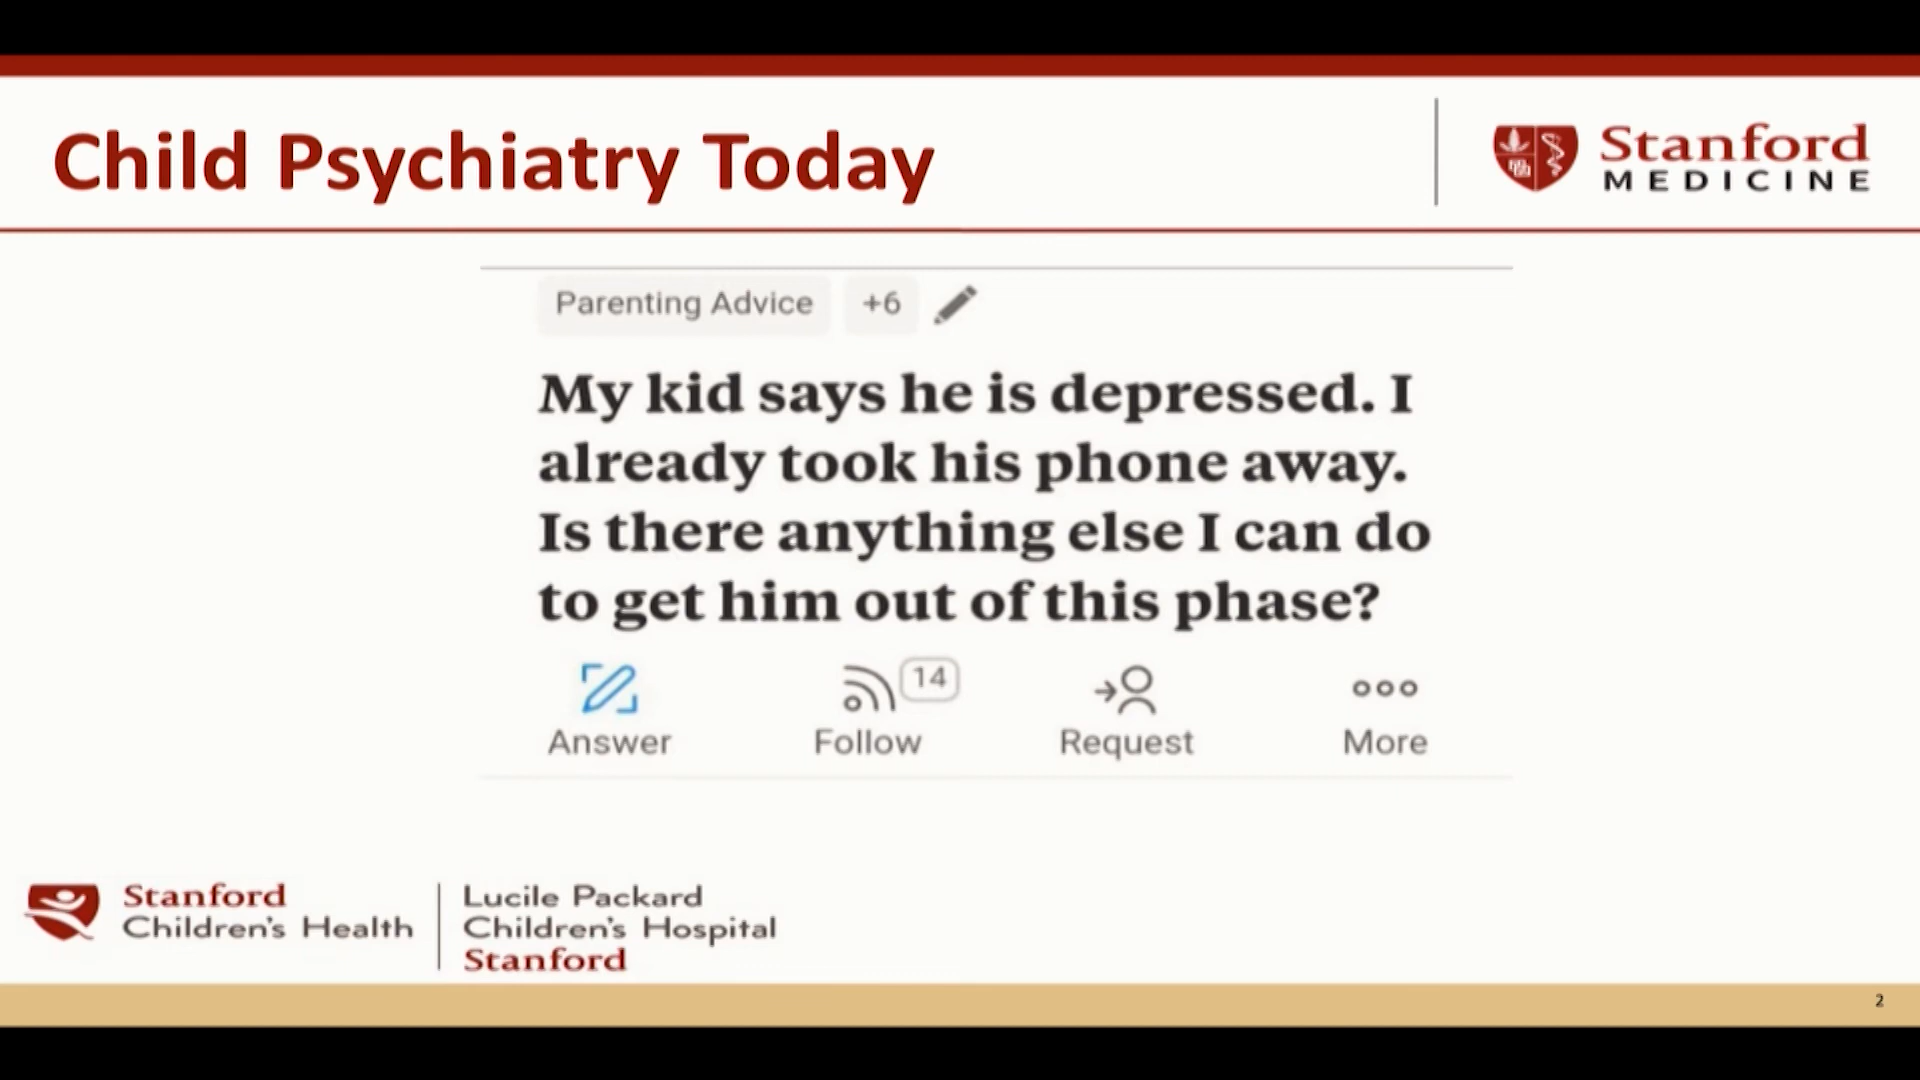 Child Psychiatry Today
Stanford
MEDICINE
Parenting Advice +6
My kid says he is depressed. I
already took his phone away.
Is there anything else I can do
to get him out of this phase?
14
Answer Follow Request More
Stanford
Children's Health
Lucile Packard
Children's Hospital
Stanford
2